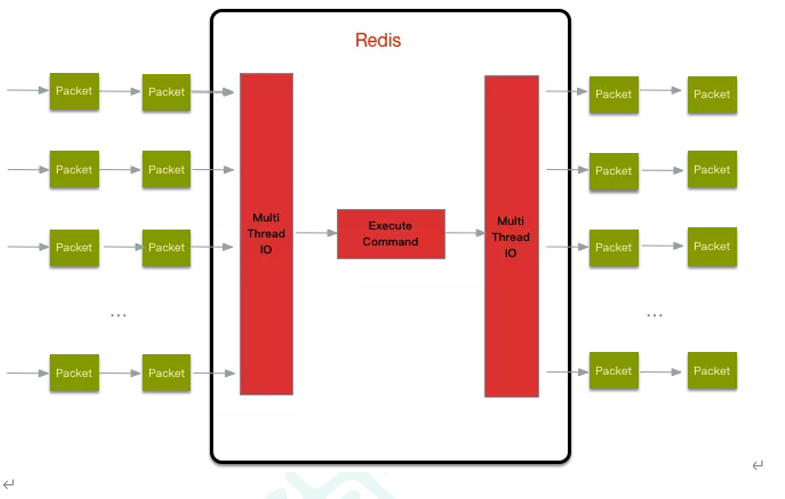 Redis
Packet Packet Packet Packet
Packet Packet Packet Packet
Multi
Thread
IO
Execute
Command
Multi
Thread
IO
Packet Packet Packet Packet
...
...
Packet Packet Packet Packet